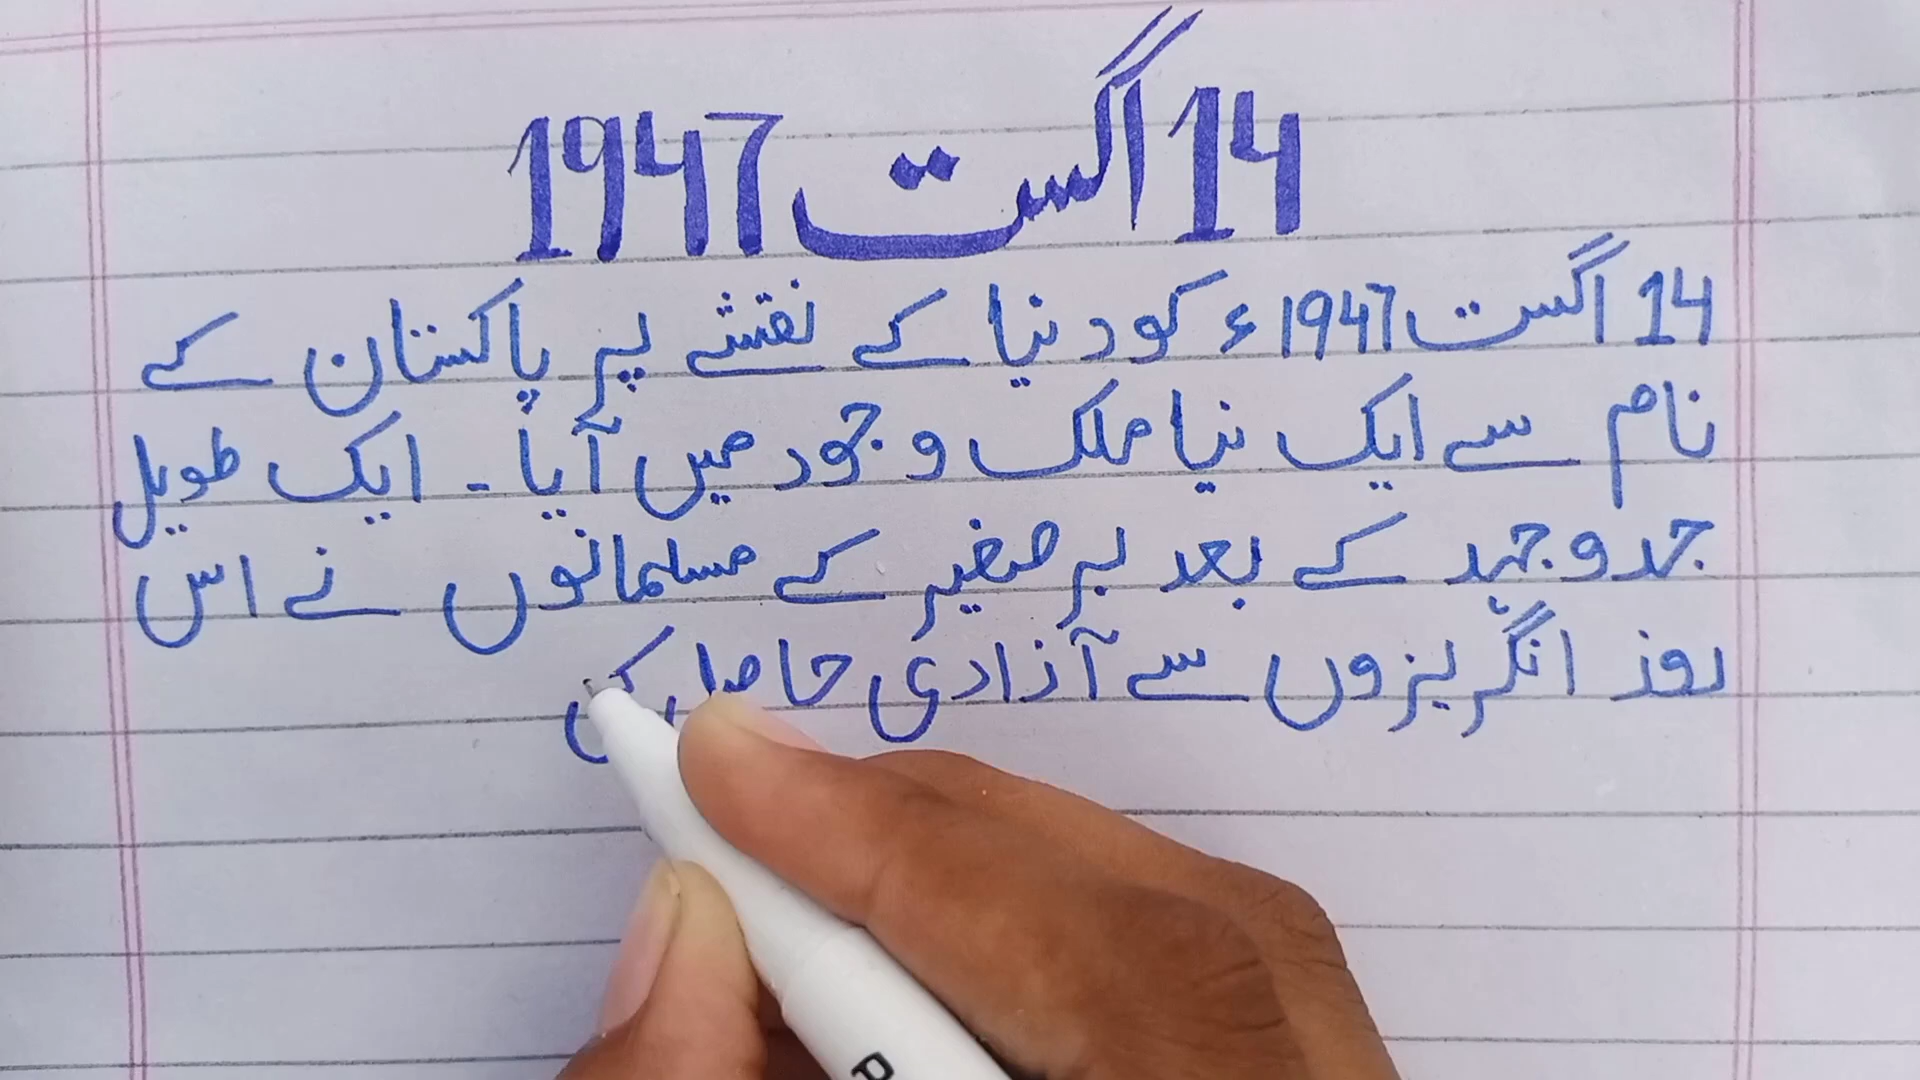 14 اگست 1947
14 اگست 1947ء کو دنیا کے نقشے پر پاکستان کے
نام سے ایک نیا ملک وجود میں آیا۔ ایک طویل
جدوجہد کے بعد برصغیر کے مسلمانوں نے اس
روز انگریزوں سے آزادی حاصل کی
P